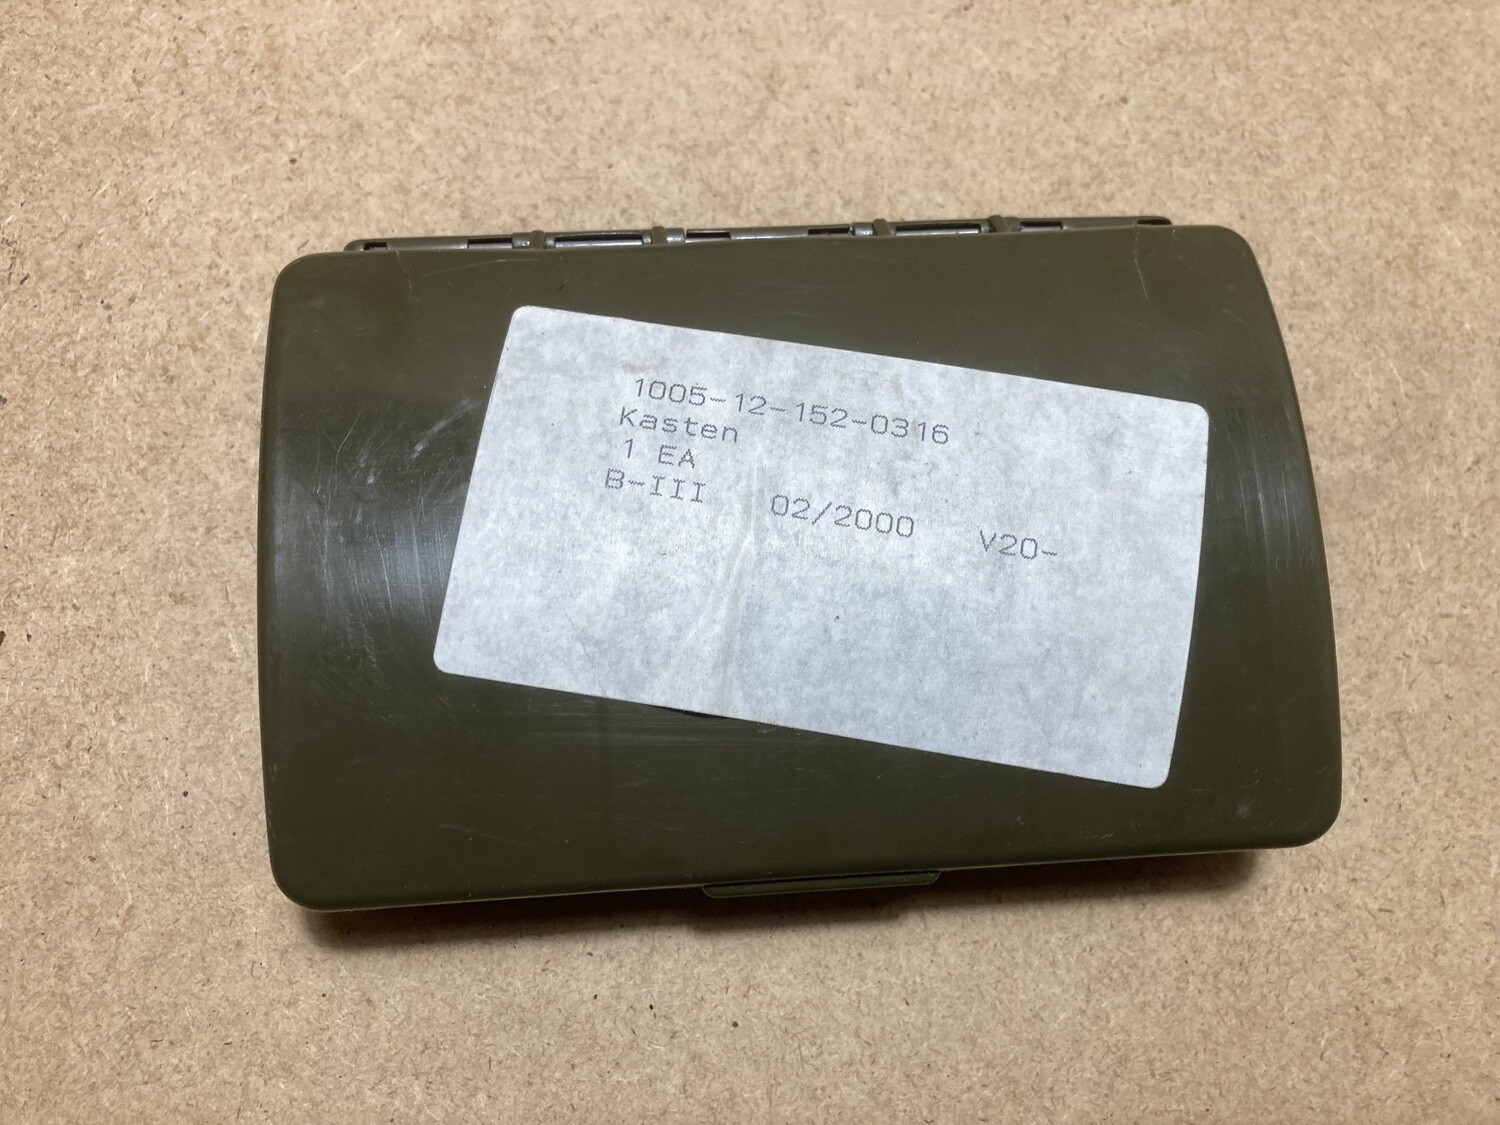 1005-12-152-0316
Kasten
1 EA
B-III 02/2000 V20-